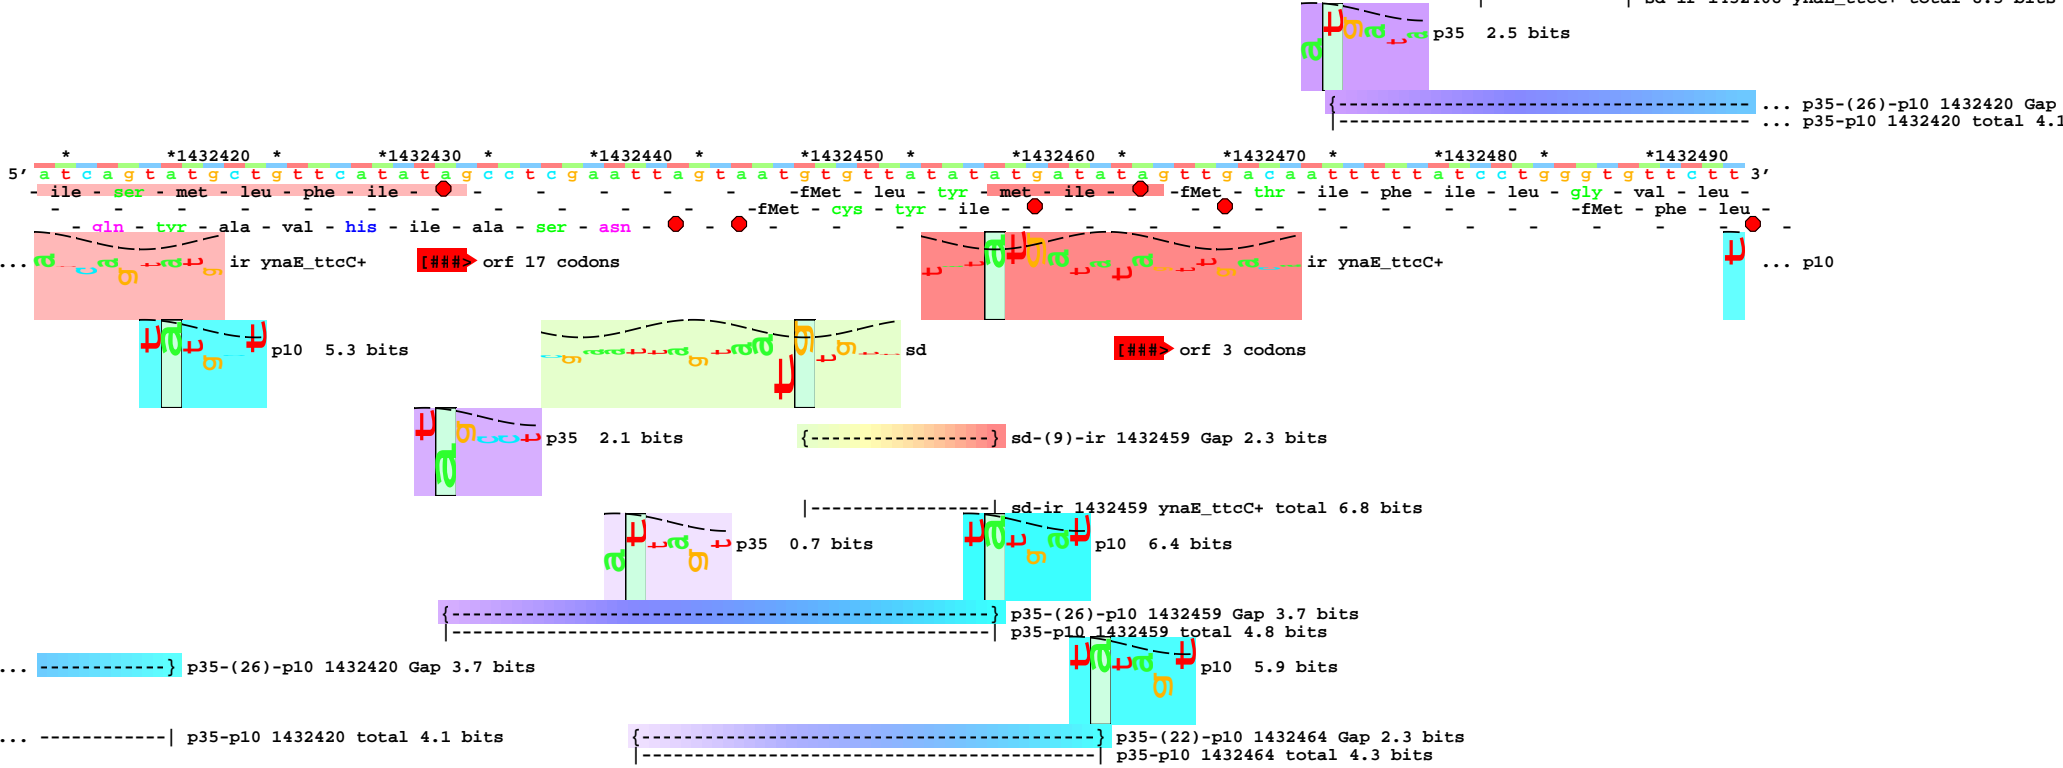 p35 2.5 bits
{-------------------------------------- ... p35-(26)-p10 1432420 Gap
|-------------------------------------- ... p35-p10 1432420 total 4.1
* *1432420 * *1432430 * *1432440 * *1432450 * *1432460 * *1432470 * *1432480 * *1432490
5' a t c a g t a t g c t g t t c a t a t a g c c t c g a a t t a g t a a t g t g t t a t a t a t g a t a t a g t t g a c a a t t t t t a t c c t g g g t g t t c t t 3'
- ile - ser - met - leu - phe - ile - - - - - -fMet - leu - tyr - met - ile - -fMet - thr - ile - phe - ile - leu - gly - val - leu -
- - - - - - - - - - - -fMet - cys - tyr - ile - - - - - - - - -fMet - phe - leu -
- gln - tyr - ala - val - his - ile - ala - ser - asn - - - - - - - - - - - - - - - - - -
... ir ynaE_ttcC+ [###> orf 17 codons ir ynaE_ttcC+ ... p10
p10 5.3 bits sd [###> orf 3 codons
p35 2.1 bits {----------------} sd-(9)-ir 1432459 Gap 2.3 bits
|-----------------| sd-ir 1432459 ynaE_ttcC+ total 6.8 bits
p35 0.7 bits p10 6.4 bits
{---------------------------------------------------} p35-(26)-p10 1432459 Gap 3.7 bits
|---------------------------------------------------| p35-p10 1432459 total 4.8 bits
... ------------} p35-(26)-p10 1432420 Gap 3.7 bits p10 5.9 bits
... ------------| p35-p10 1432420 total 4.1 bits {-------------------------------------------} p35-(22)-p10 1432464 Gap 2.3 bits
|-------------------------------------------| p35-p10 1432464 total 4.3 bits